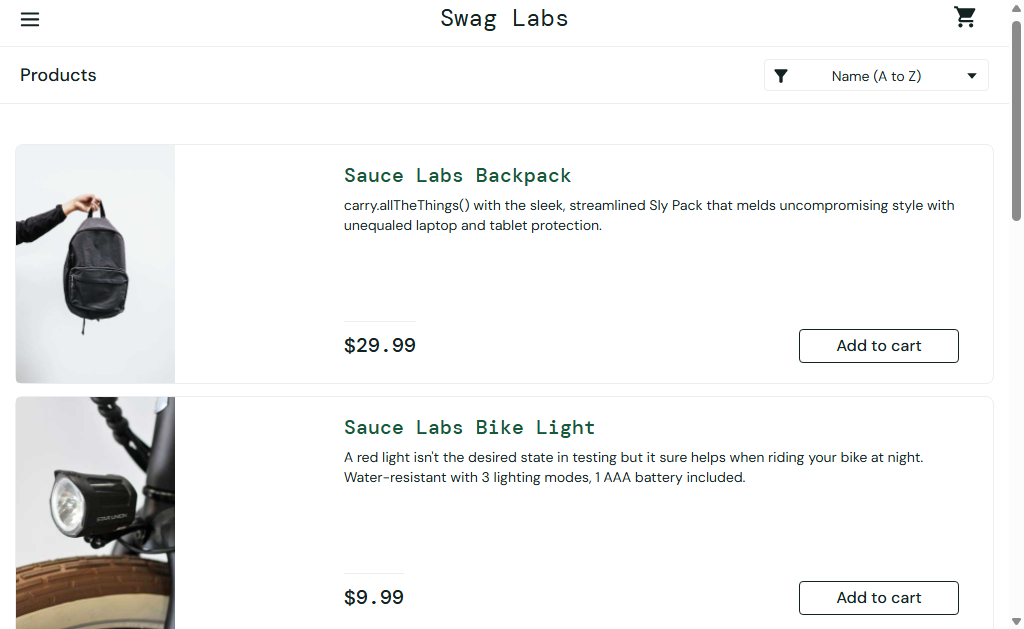 Swag Labs
Products
Name (A to Z)
Sauce Labs Backpack
carry.allTheThings() with the sleek, streamlined Sly Pack that melds uncompromising style with
unequaled laptop and tablet protection.
$29.99
Add to cart
Sauce Labs Bike Light
A red light isn't the desired state in testing but it sure helps when riding your bike at night.
Water-resistant with 3 lighting modes, 1 AAA battery included.
STAR UNION
$9.99
Add to cart